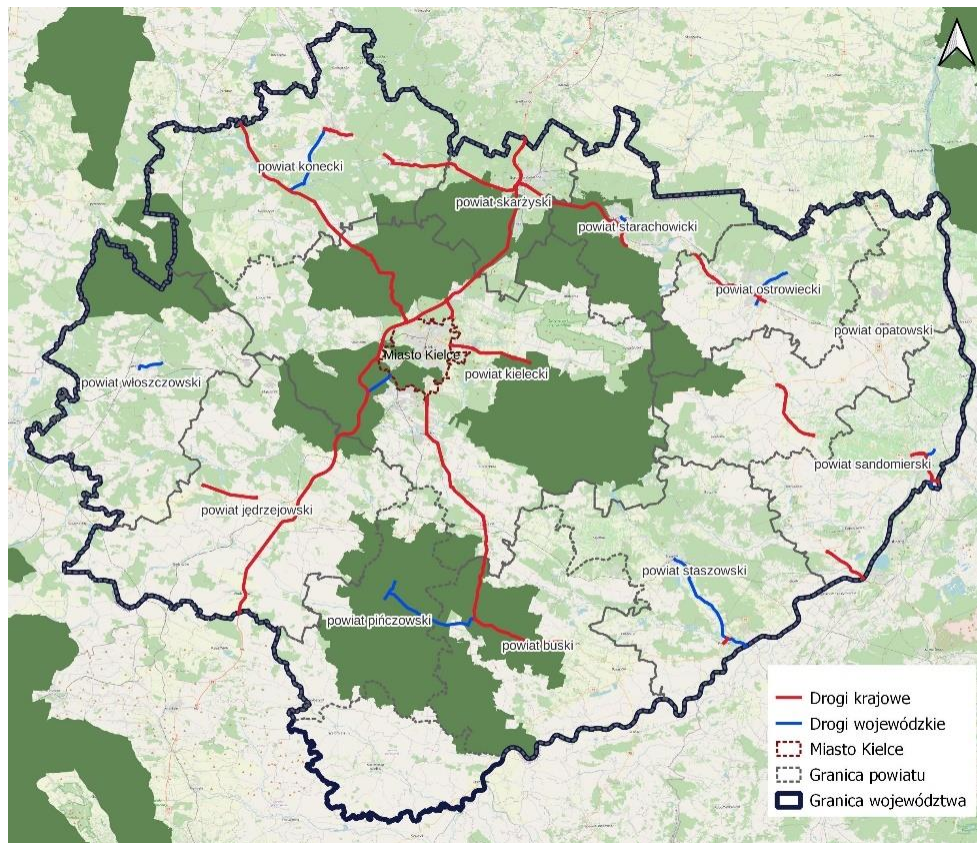 powiat konecki
powiat skarżyski
powiat starachowicki
powiat ostrowiecki
powiat opatowski
Miasto Kielce
powiat kielecki
powiat włoszczowski
powiat sandomierski
powiat jędrzejowski
powiat staszowski
powiat pińczowski
powiat buski
Drogi krajowe
Drogi wojewódzkie
Miasto Kielce
Granica powiatu
Granica województwa